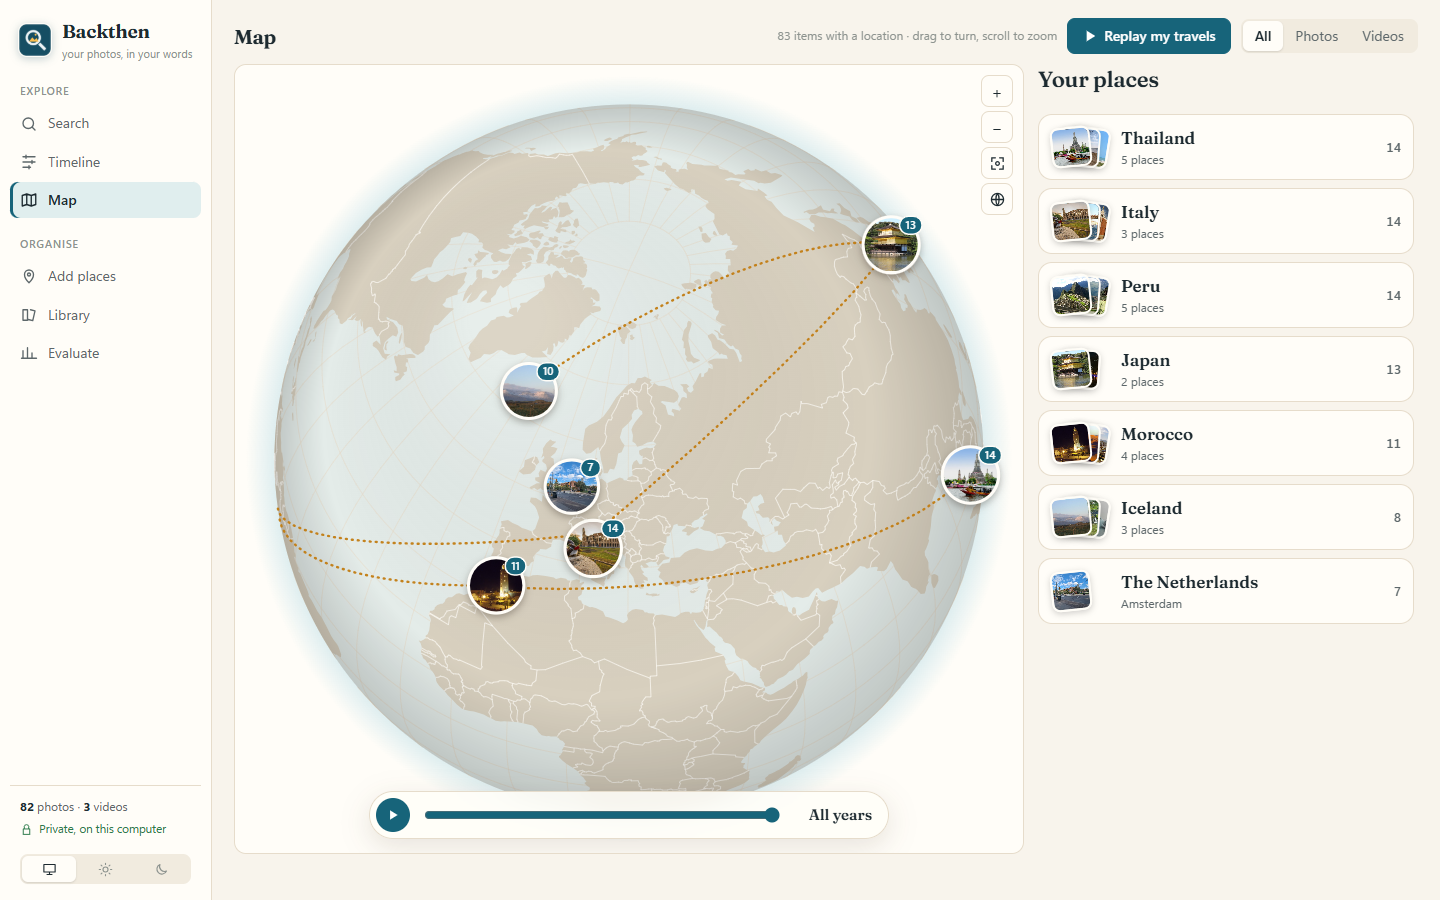 Backthen
your photos, in your words
EXPLORE
Search
Timeline
Map
ORGANISE
Add places
Library
Evaluate
82 photos · 3 videos
Private, on this computer
Map
83 items with a location · drag to turn, scroll to zoom
Replay my travels
All
Photos
Videos
+
−
13
10
7
14
14
11
All years
Your places
Thailand
5 places
14
Italy
3 places
14
Peru
5 places
14
Japan
2 places
13
Morocco
4 places
11
Iceland
3 places
8
The Netherlands
Amsterdam
7